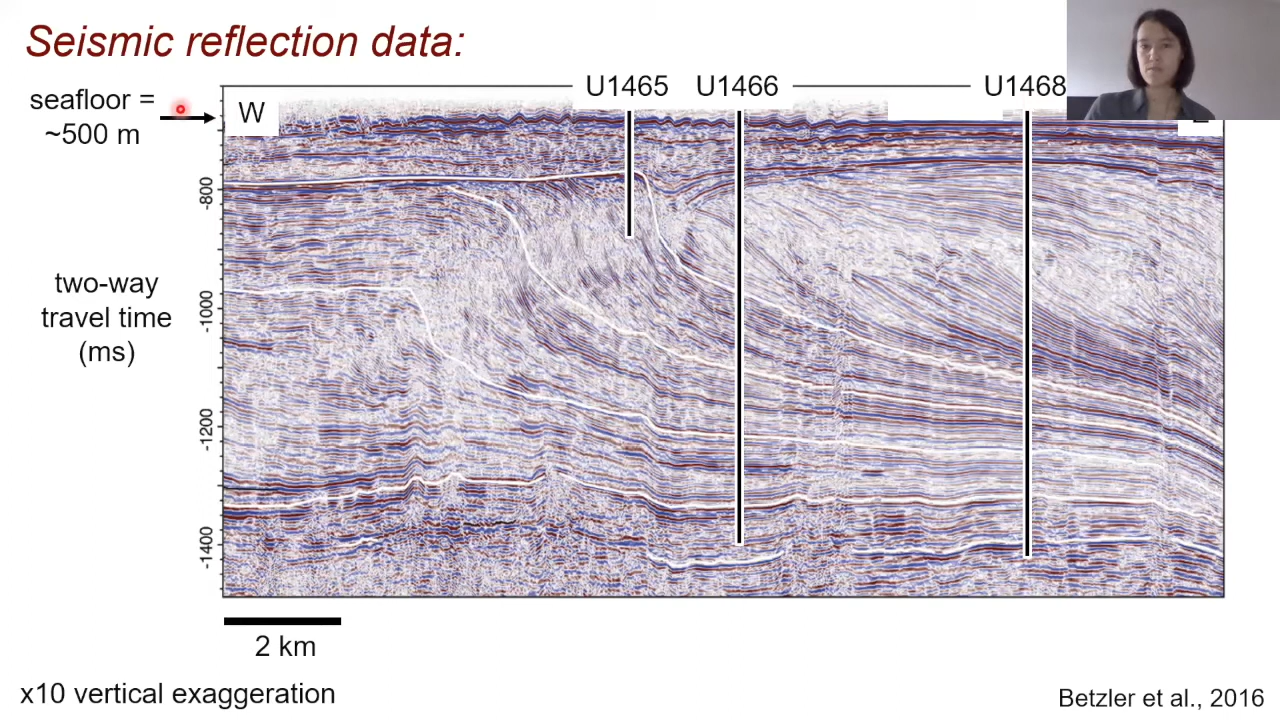 Seismic reflection data:
U1465 U1466 U1468
seafloor =
~500 m
W
-800
two-way
travel time
(ms)
-1000
-1200
-1400
2 km
x10 vertical exaggeration
Betzler et al., 2016